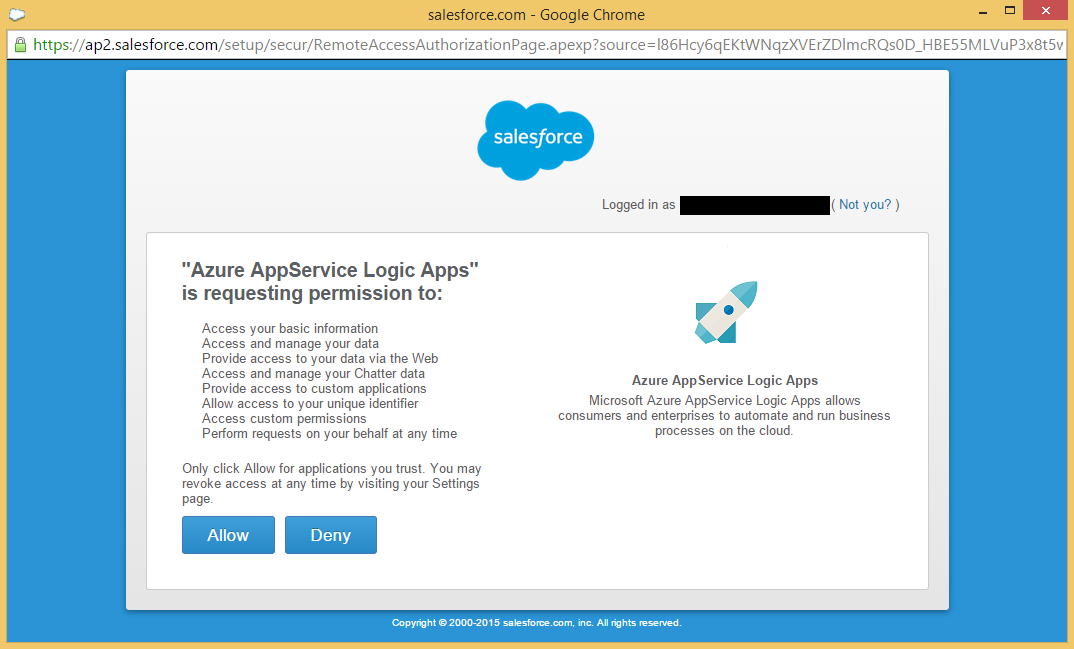 salesforce.com - Google Chrome
https://ap2.salesforce.com/setup/secur/RemoteAccessAuthorizationPage.apexp?source=l86Hcy6qEKtWNqzXVErZDlmcRQs0D_HBE55MLVuP3x8t5w
salesforce
Logged in as ( Not you? )
"Azure AppService Logic Apps"
is requesting permission to:
Access your basic information
Access and manage your data
Provide access to your data via the Web
Access and manage your Chatter data
Provide access to custom applications
Allow access to your unique identifier
Access custom permissions
Perform requests on your behalf at any time
Only click Allow for applications you trust. You may
revoke access at any time by visiting your Settings
page.
Allow Deny
Azure AppService Logic Apps
Microsoft Azure AppService Logic Apps allows
consumers and enterprises to automate and run business
processes on the cloud.
Copyright © 2000-2015 salesforce.com, inc. All rights reserved.